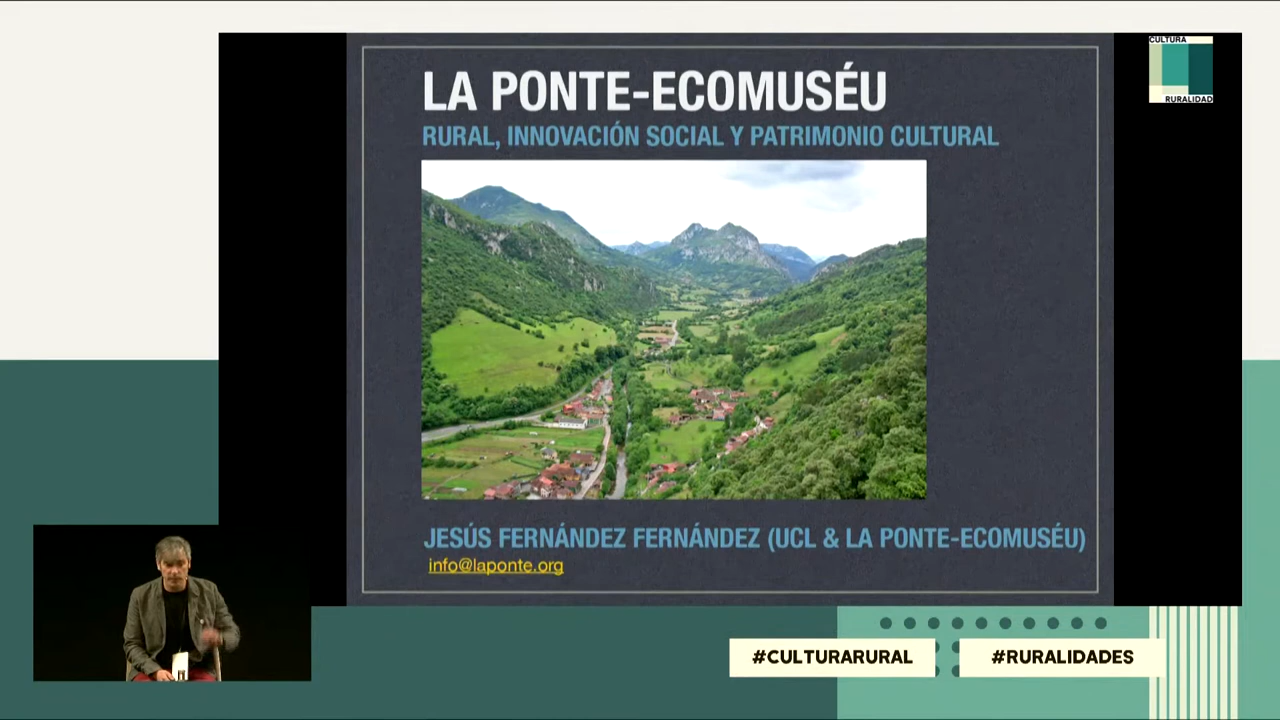 CULTURA
RURALIDAD
LA PONTE-ECOMUSÉU
RURAL, INNOVACIÓN SOCIAL Y PATRIMONIO CULTURAL
JESÚS FERNÁNDEZ FERNÁNDEZ (UCL & LA PONTE-ECOMUSÉU)
info@laponte.org
#CULTURARURAL
#RURALIDADES